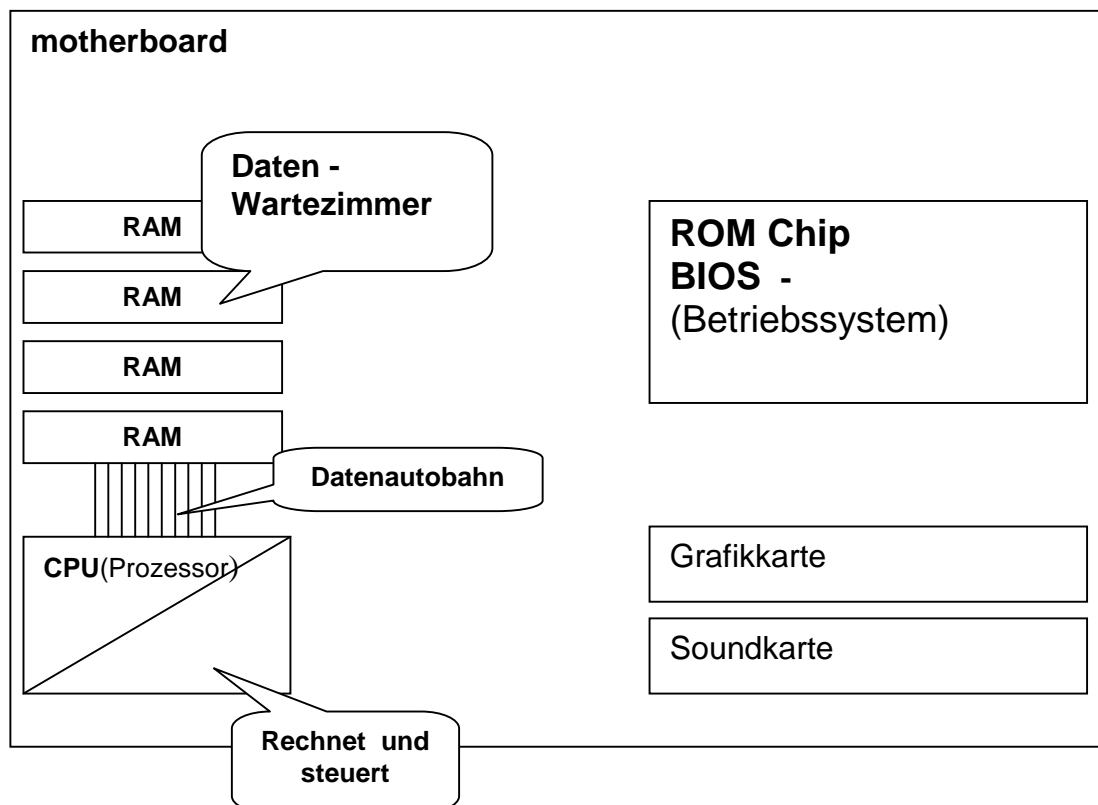 motherboard
Daten -
Wartezimmer
RAM
RAM
RAM
RAM
Datenautobahn
CPU(Prozessor)
Rechnet und
steuert
ROM Chip
BIOS -
(Betriebssystem)
Grafikkarte
Soundkarte